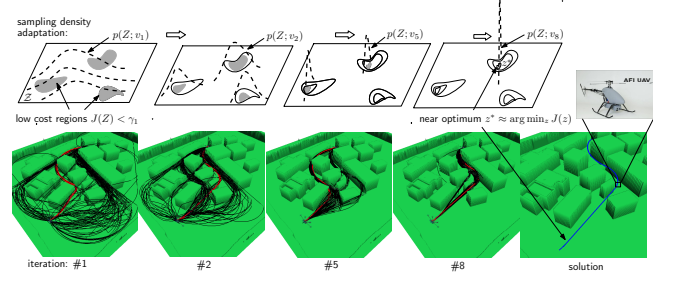 sampling density
adaptation:
p(Z; v₁)
p(Z; v₂)
p(Z; v₅)
p(Z; v₈)
𝒵
z*
AFI UAV
low cost regions J(Z) < γ₁
near optimum z* ≈ arg min_z J(z)
iteration: #1
#2
#5
#8
solution